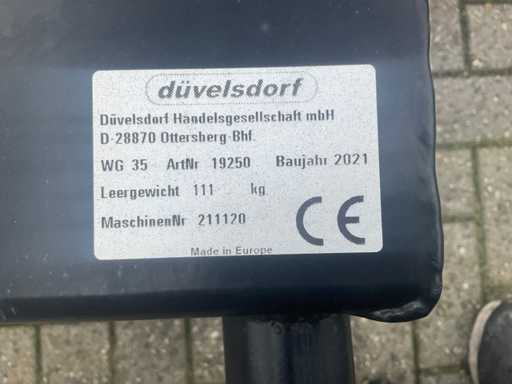 düvelsdorf
Düvelsdorf Handelsgesellschaft mbH
D-28870 Ottersberg-Bhf.
WG 35 ArtNr 19250 Baujahr 2021
Leergewicht 111 kg
MaschinenNr 211120
CE
Made in Europe